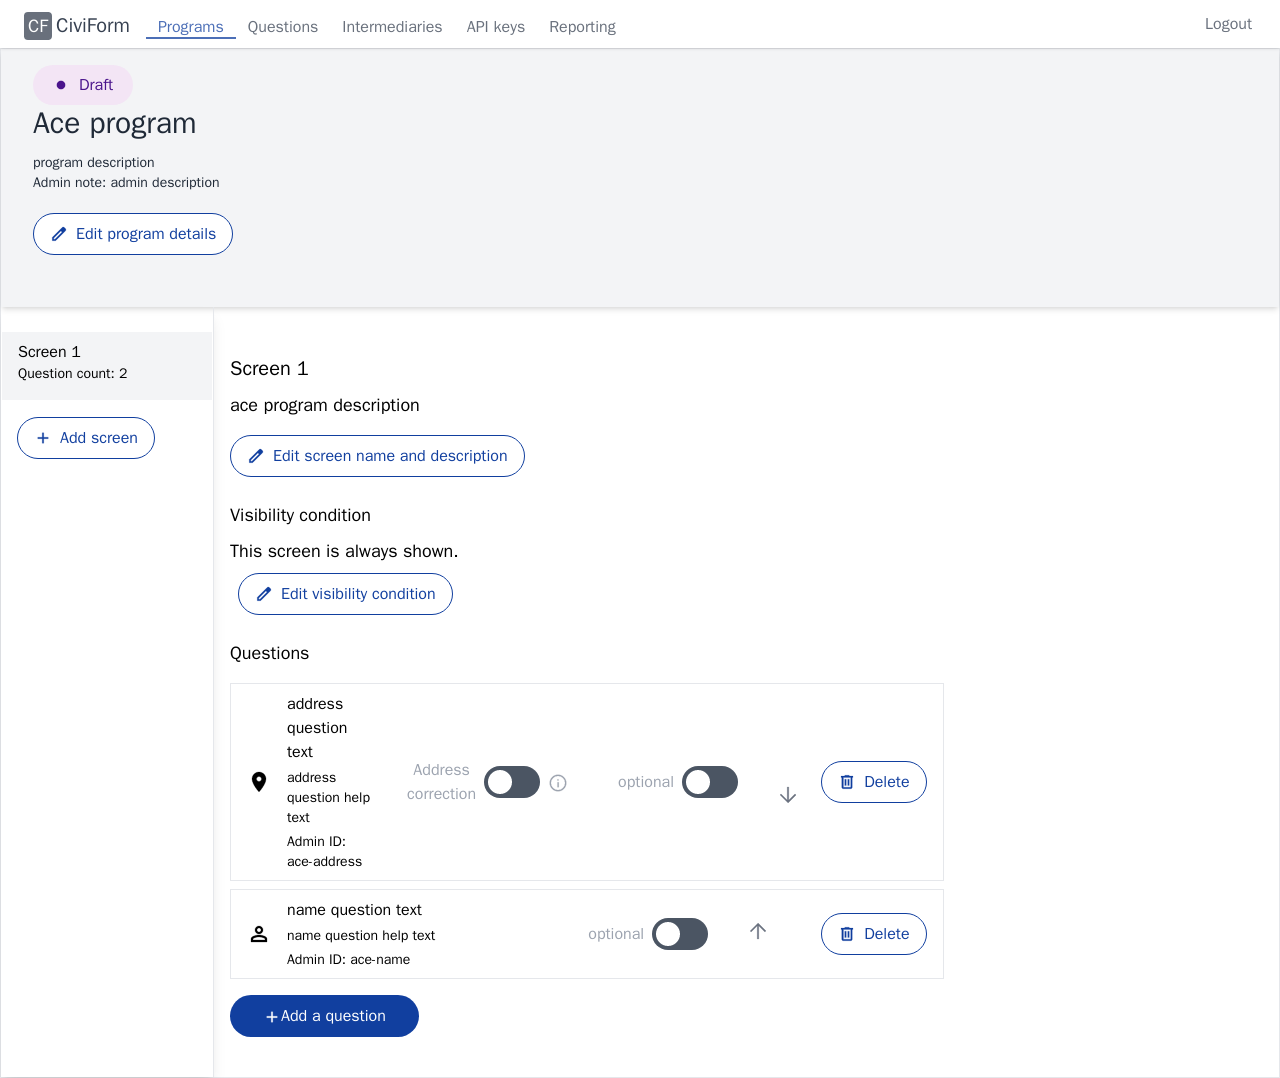 CF CiviForm Programs Questions Intermediaries API keys Reporting Logout
Draft
Ace program
program description
Admin note: admin description
Edit program details
Screen 1
Question count: 2
Add screen
Screen 1
ace program description
Edit screen name and description
Visibility condition
This screen is always shown.
Edit visibility condition
Questions
address
question
text
address
question help
text
Admin ID:
ace-address
Address
correction
optional
Delete
name question text
name question help text
Admin ID: ace-name
optional
Delete
Add a question